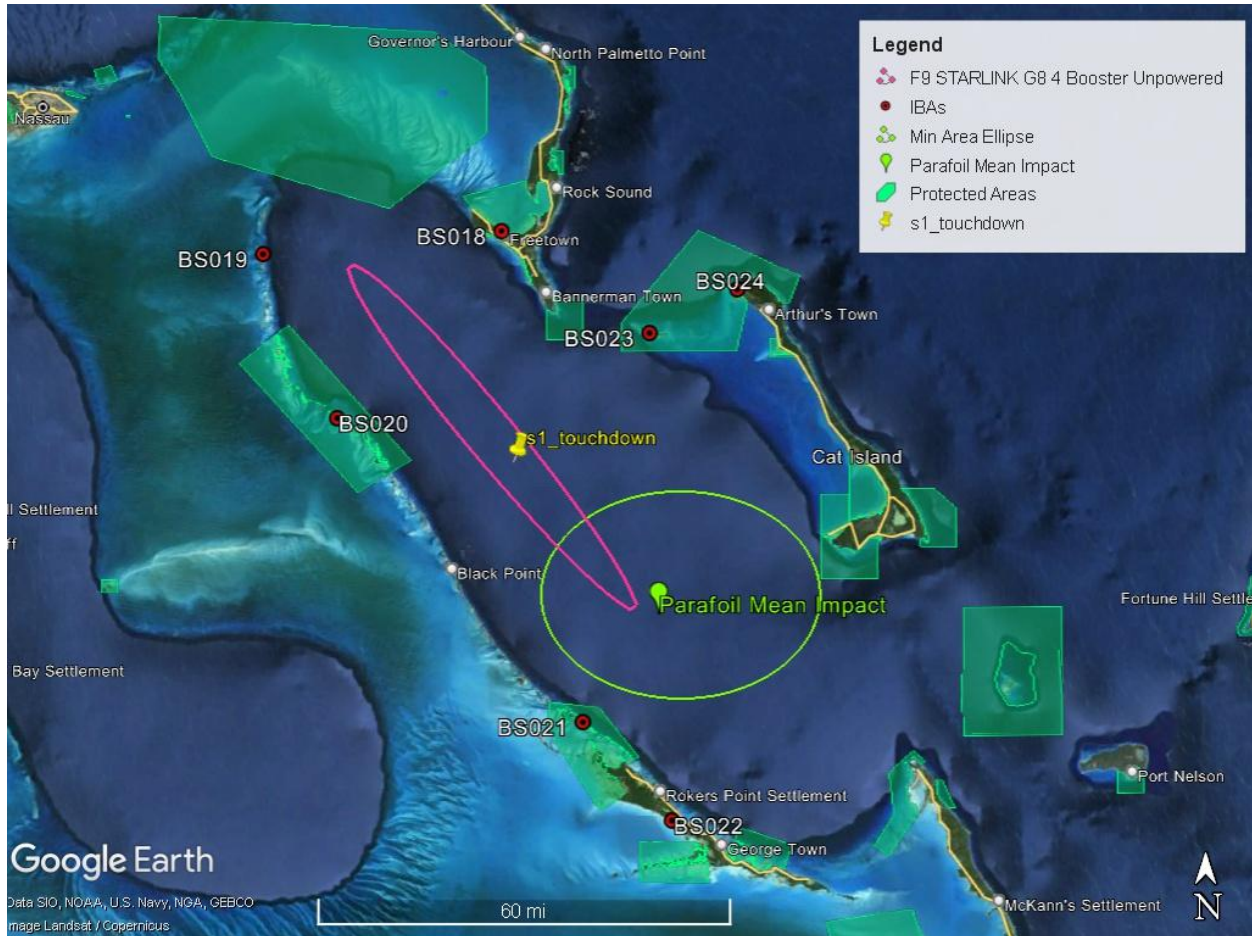 Governor's Harbour
North Palmetto Point
Nassau
Rock Sound
BS018
Freetown
BS019
Bannerman Town
BS024
Arthur's Town
BS023
BS020
s1_touchdown
Cat Island
ll Settlement
ff
Black Point
Parafoil Mean Impact
Fortune Hill Settle
Bay Settlement
BS021
Port Nelson
Rokers Point Settlement
BS022
George Town
McKann's Settlement
Legend
F9 STARLINK G8 4 Booster Unpowered
IBAs
Min Area Ellipse
Parafoil Mean Impact
Protected Areas
s1_touchdown
Google Earth
Data SIO, NOAA, U.S. Navy, NGA, GEBCO
Image Landsat / Copernicus
60 mi
N